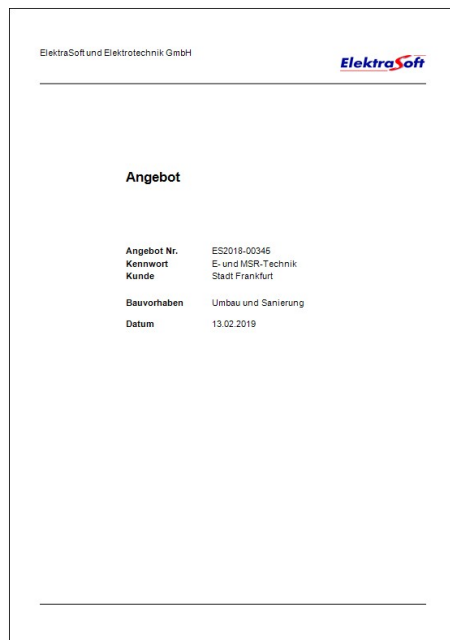 ElektraSoft und Elektrotechnik GmbH
ElektraSoft
Angebot
Angebot Nr. ES2018-00345
Kennwort E- und MSR-Technik
Kunde Stadt Frankfurt
Bauvorhaben Umbau und Sanierung
Datum 13.02.2019